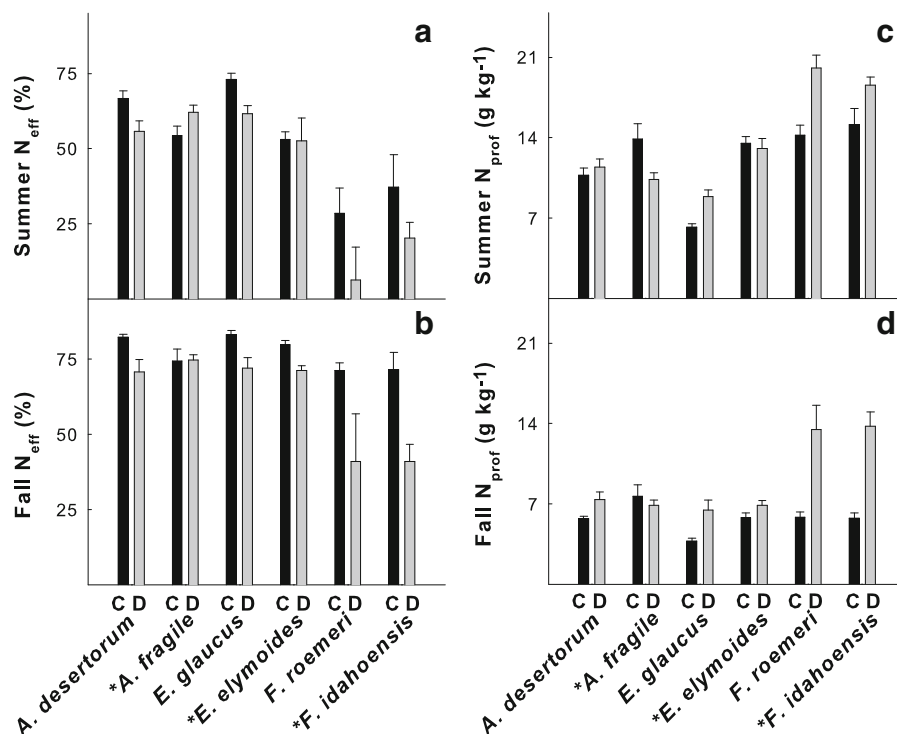 a
Summer N_eff (%)
75
50
25
b
Fall N_eff (%)
75
50
25
C D C D C D C D C D C D
A. desertorum
*A. fragile
E. glaucus
*E. elymoides
F. roemeri
*F. idahoensis
c
Summer N_prof (g kg-1)
21
14
7
d
Fall N_prof (g kg-1)
21
14
7
C D C D C D C D C D C D
A. desertorum
*A. fragile
E. glaucus
*E. elymoides
F. roemeri
*F. idahoensis